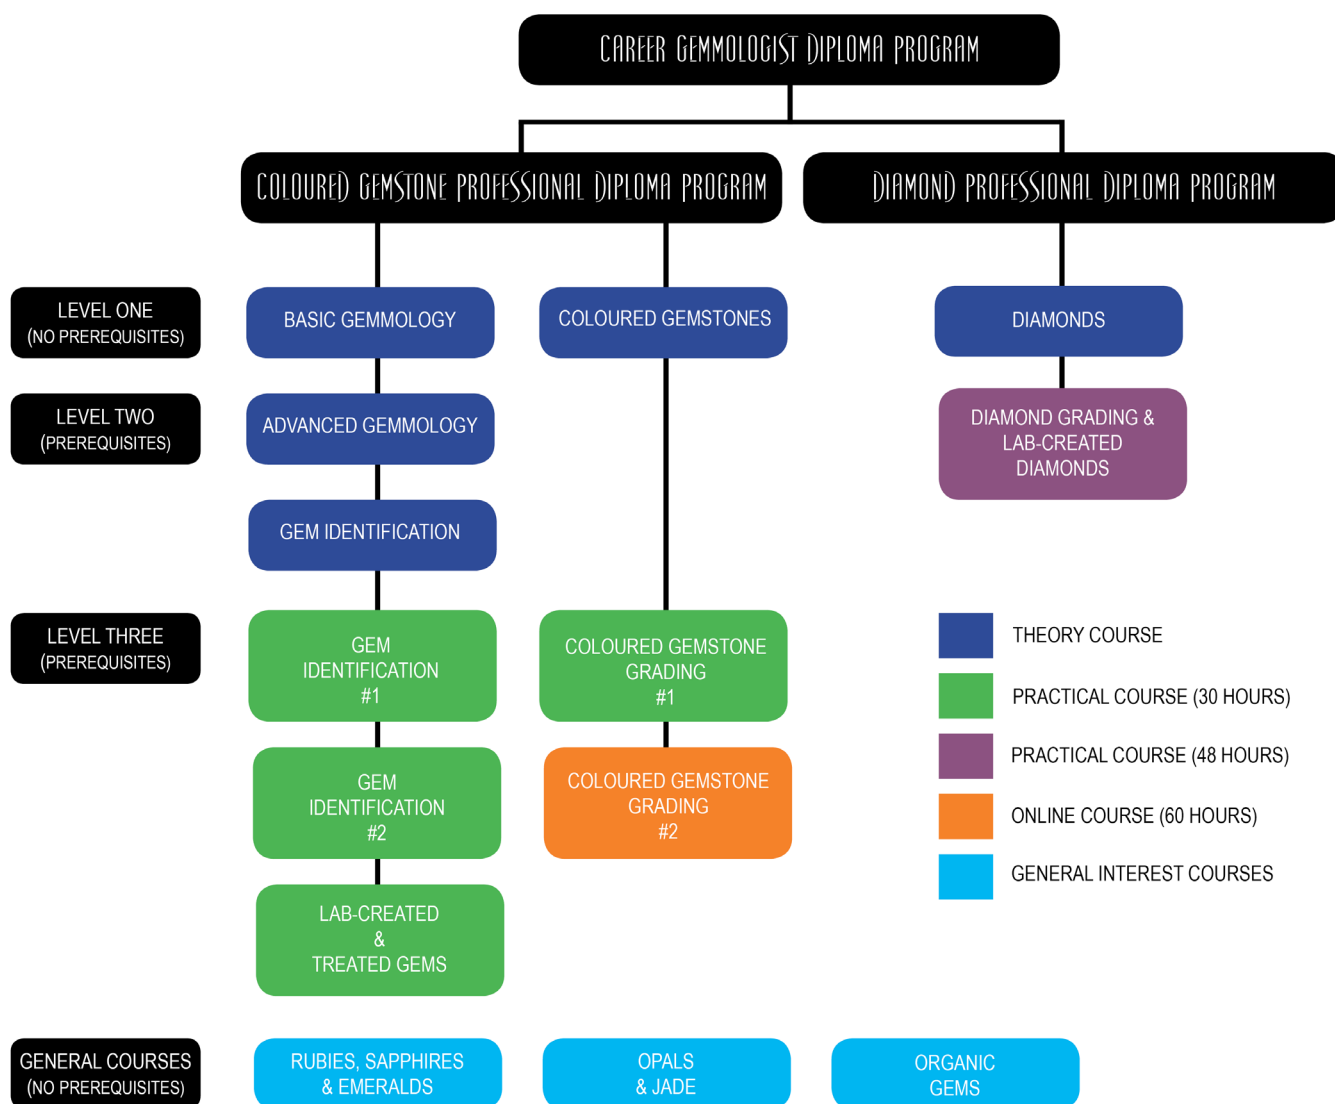 CAREER GEMMOLOGIST DIPLOMA PROGRAM
COLOURED GEMSTONE PROFESSIONAL DIPLOMA PROGRAM
DIAMOND PROFESSIONAL DIPLOMA PROGRAM
LEVEL ONE
(NO PREREQUISITES)
BASIC GEMMOLOGY
COLOURED GEMSTONES
DIAMONDS
LEVEL TWO
(PREREQUISITES)
ADVANCED GEMMOLOGY
DIAMOND GRADING &
LAB-CREATED
DIAMONDS
GEM IDENTIFICATION
LEVEL THREE
(PREREQUISITES)
GEM
IDENTIFICATION
#1
COLOURED GEMSTONE
GRADING
#1
GEM
IDENTIFICATION
#2
COLOURED GEMSTONE
GRADING
#2
LAB-CREATED
&
TREATED GEMS
THEORY COURSE
PRACTICAL COURSE (30 HOURS)
PRACTICAL COURSE (48 HOURS)
ONLINE COURSE (60 HOURS)
GENERAL INTEREST COURSES
GENERAL COURSES
(NO PREREQUISITES)
RUBIES, SAPPHIRES
& EMERALDS
OPALS
& JADE
ORGANIC
GEMS